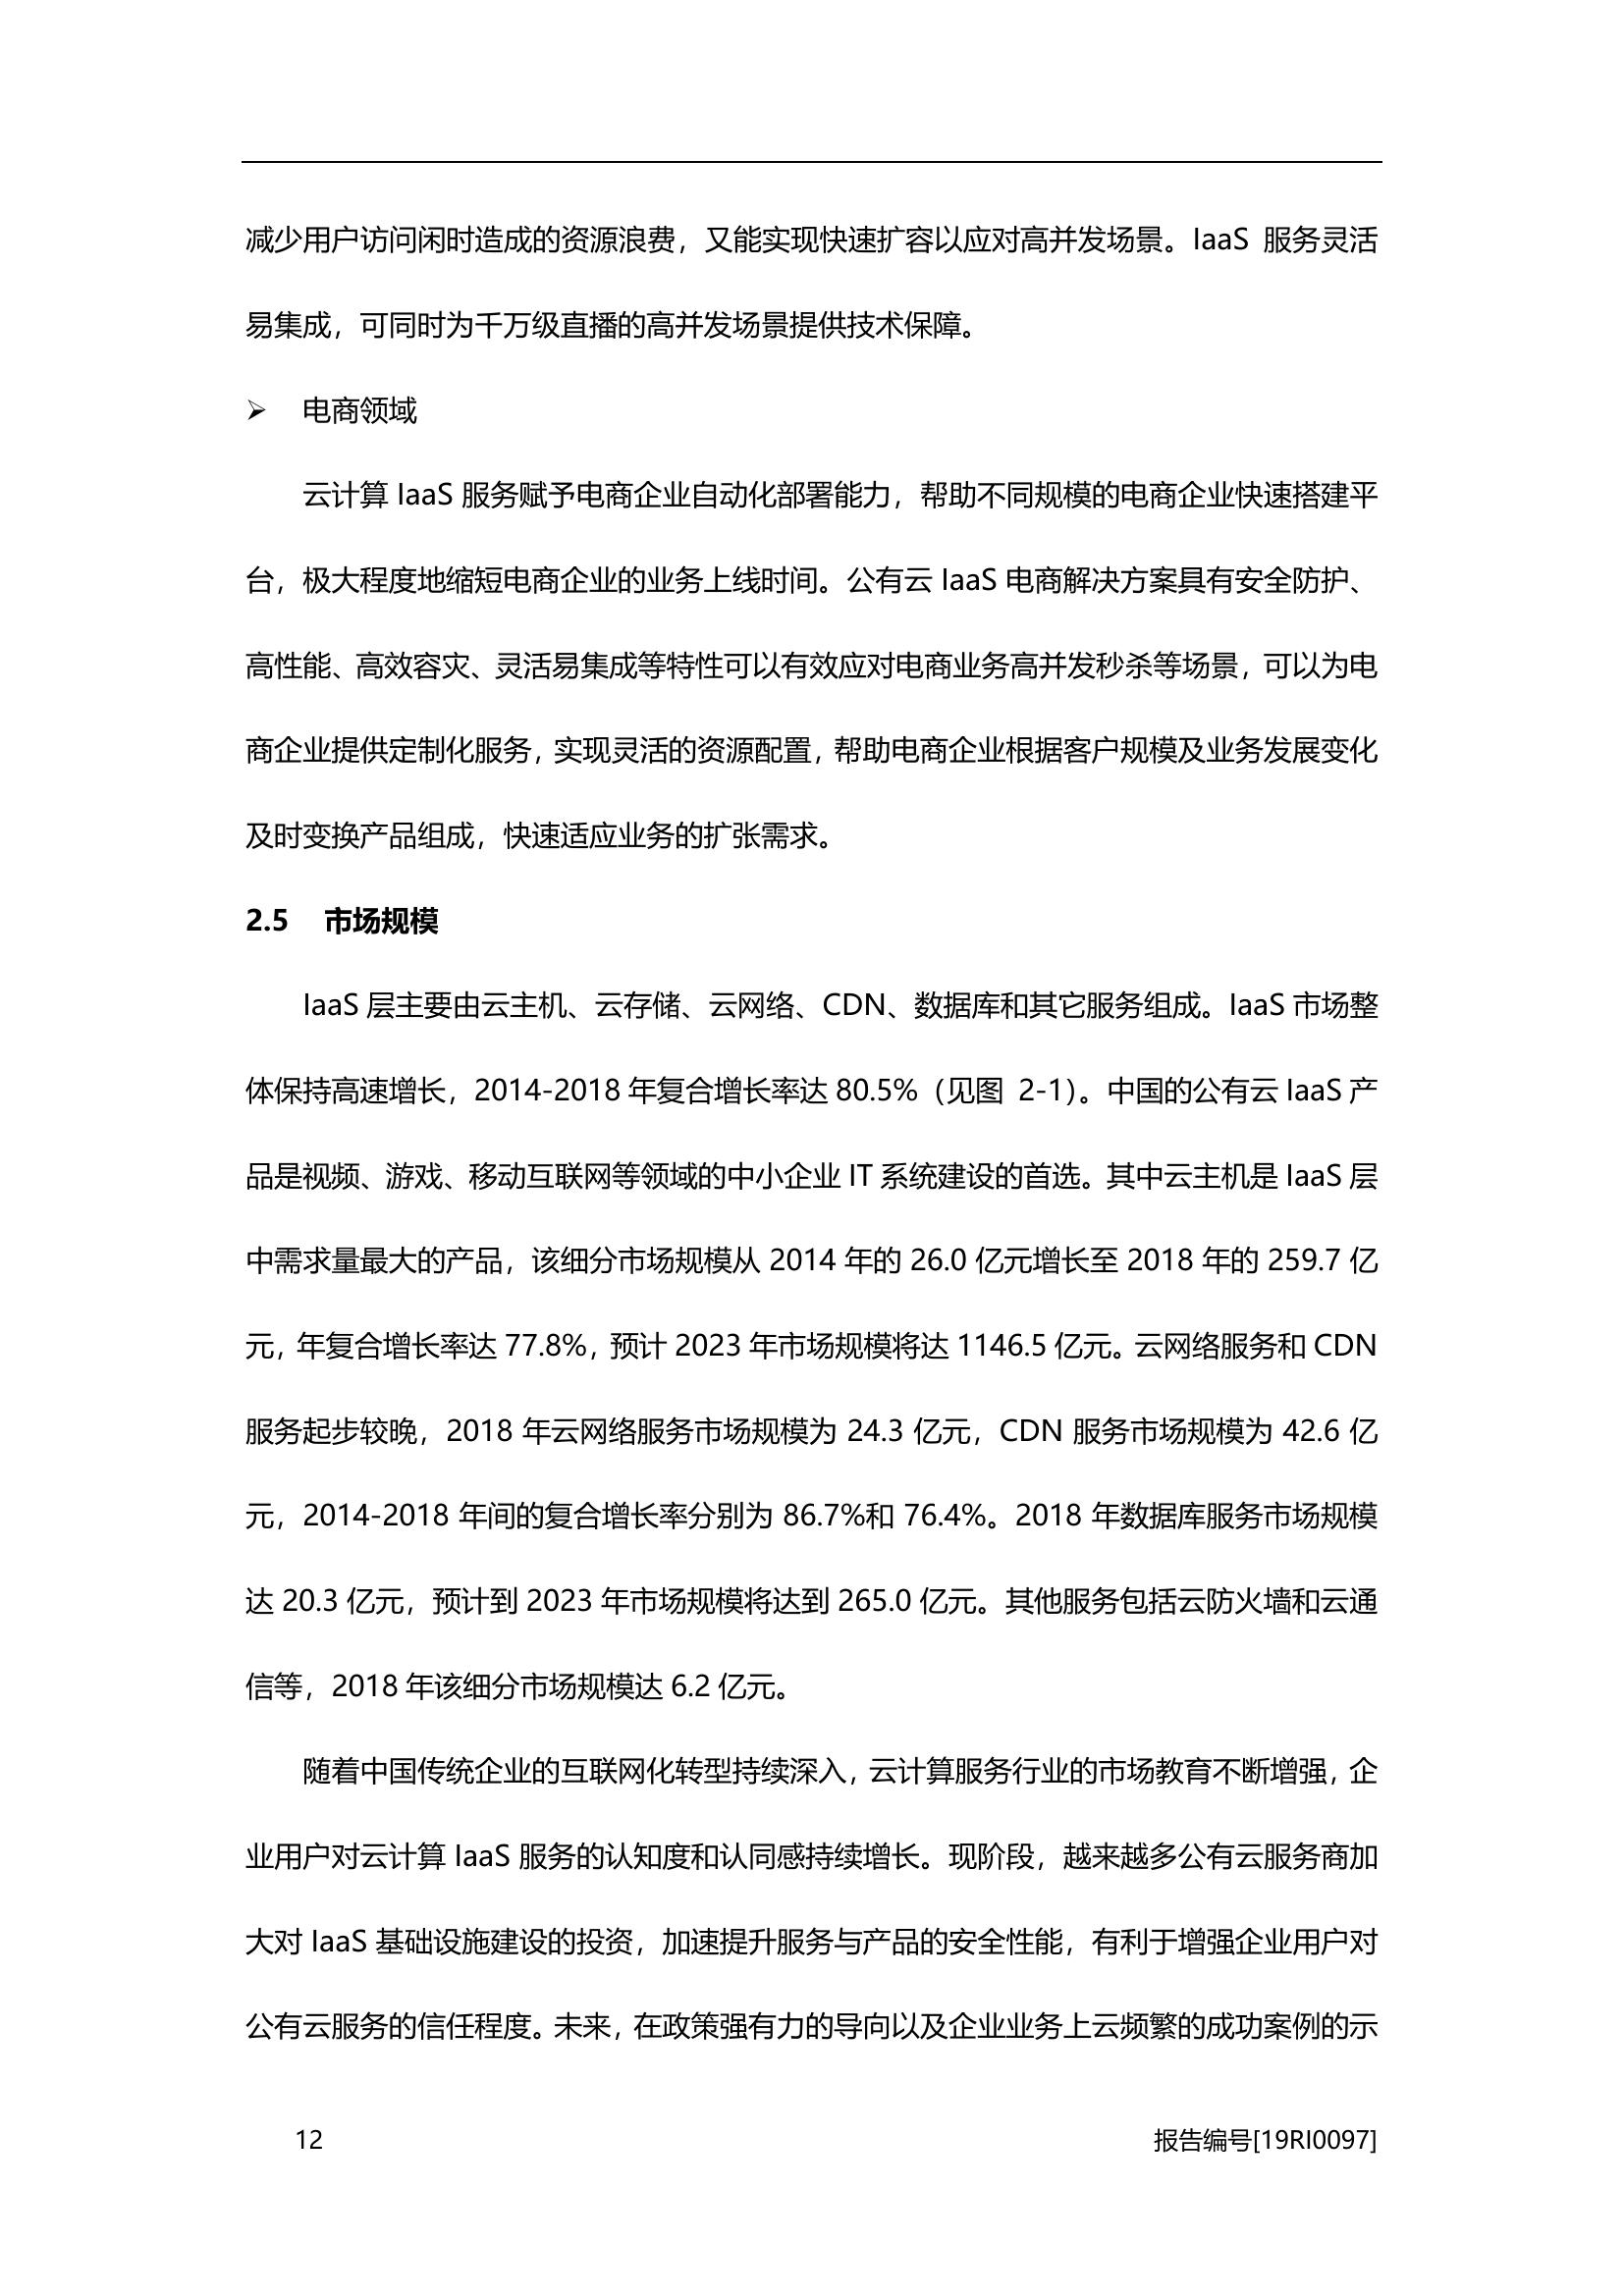 减少用户访问闲时造成的资源浪费，又能实现快速扩容以应对高并发场景。IaaS 服务灵活
易集成，可同时为千万级直播的高并发场景提供技术保障。
➢ 电商领域
云计算 IaaS 服务赋予电商企业自动化部署能力，帮助不同规模的电商企业快速搭建平
台，极大程度地缩短电商企业的业务上线时间。公有云 IaaS 电商解决方案具有安全防护、
高性能、高效容灾、灵活易集成等特性可以有效应对电商业务高并发秒杀等场景，可以为电
商企业提供定制化服务，实现灵活的资源配置，帮助电商企业根据客户规模及业务发展变化
及时变换产品组成，快速适应业务的扩张需求。
2.5 市场规模
IaaS 层主要由云主机、云存储、云网络、CDN、数据库和其它服务组成。IaaS 市场整
体保持高速增长，2014-2018 年复合增长率达 80.5%（见图 2-1）。中国的公有云 IaaS 产
品是视频、游戏、移动互联网等领域的中小企业 IT 系统建设的首选。其中云主机是 IaaS 层
中需求量最大的产品，该细分市场规模从 2014 年的 26.0 亿元增长至 2018 年的 259.7 亿
元，年复合增长率达 77.8%，预计 2023 年市场规模将达 1146.5 亿元。云网络服务和 CDN
服务起步较晚，2018 年云网络服务市场规模为 24.3 亿元，CDN 服务市场规模为 42.6 亿
元，2014-2018 年间的复合增长率分别为 86.7%和 76.4%。2018 年数据库服务市场规模
达 20.3 亿元，预计到 2023 年市场规模将达到 265.0 亿元。其他服务包括云防火墙和云通
信等，2018 年该细分市场规模达 6.2 亿元。
随着中国传统企业的互联网化转型持续深入，云计算服务行业的市场教育不断增强，企
业用户对云计算 IaaS 服务的认知度和认同感持续增长。现阶段，越来越多公有云服务商加
大对 IaaS 基础设施建设的投资，加速提升服务与产品的安全性能，有利于增强企业用户对
公有云服务的信任程度。未来，在政策强有力的导向以及企业业务上云频繁的成功案例的示
12 报告编号[19RI0097]